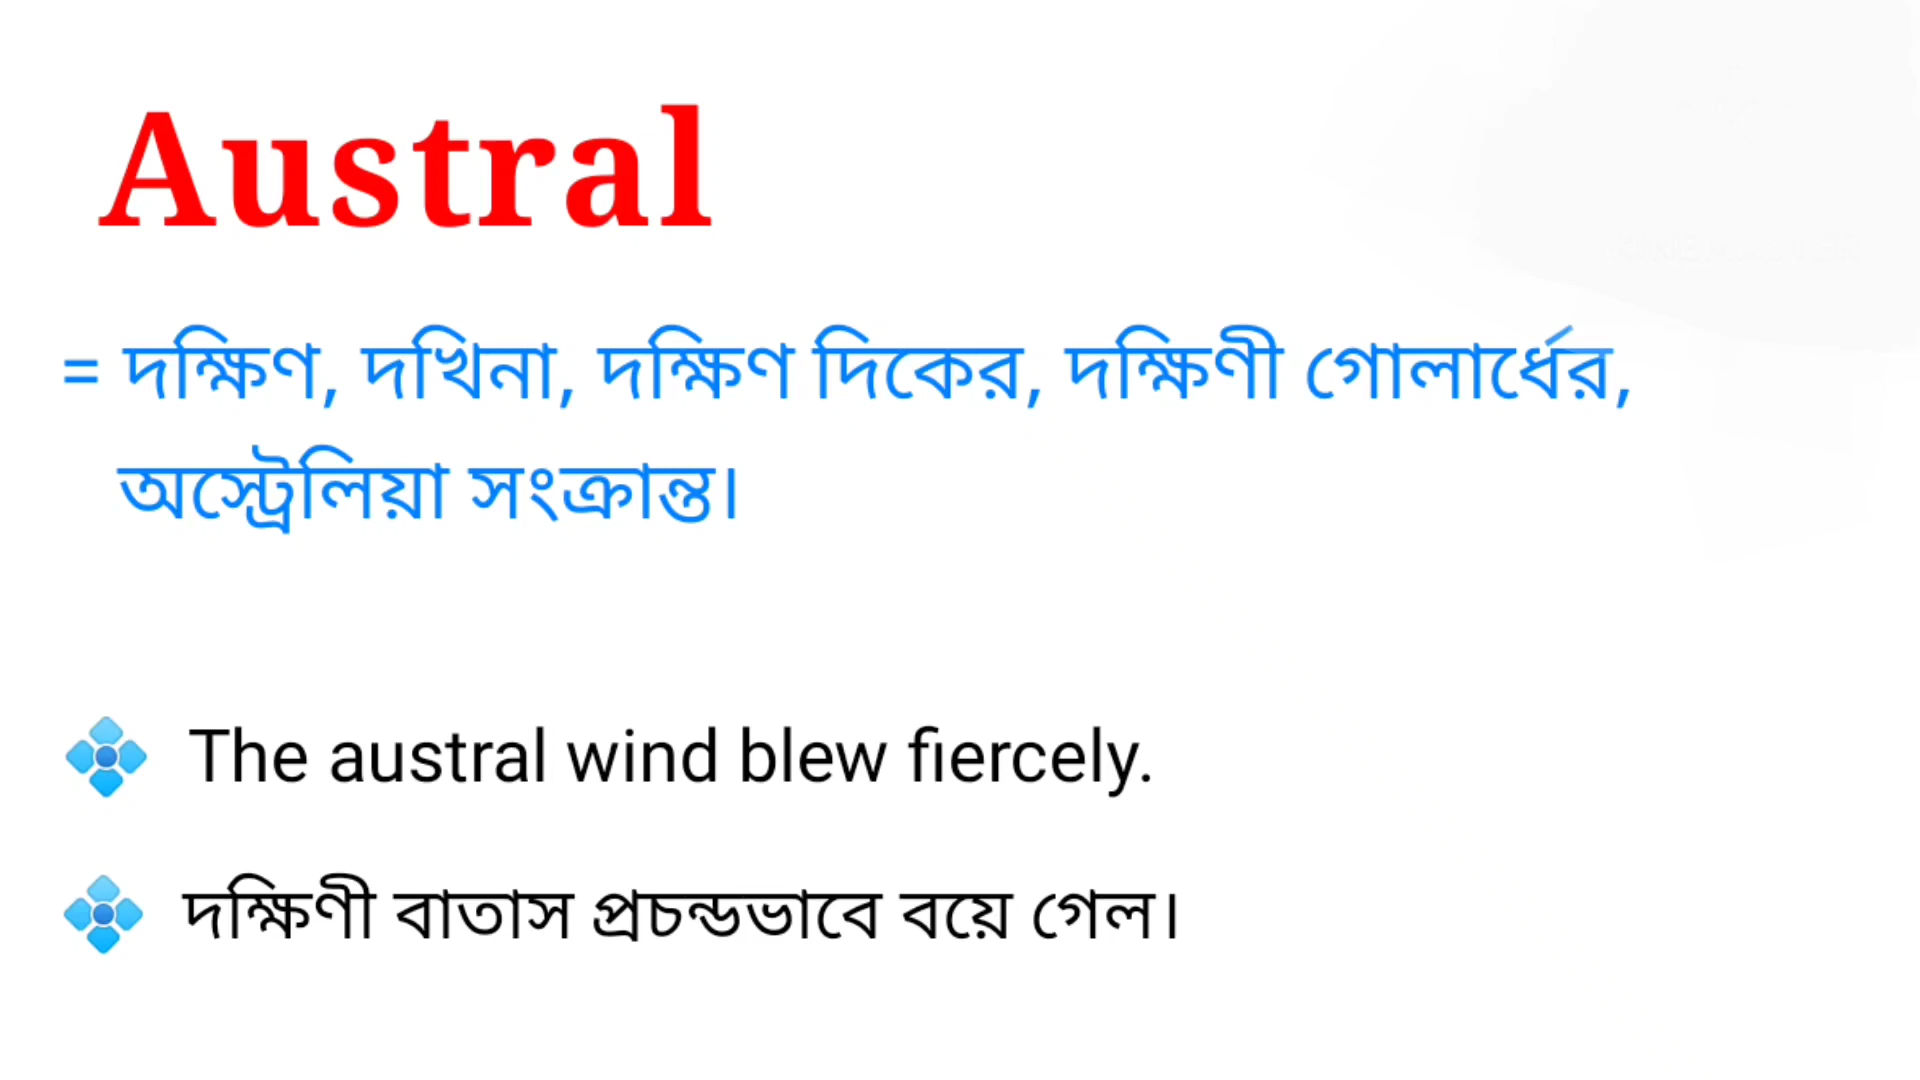 Austral
= দক্ষিণ, দখিনা, দক্ষিণ দিকের, দক্ষিণী গোলার্ধের,
অস্ট্রেলিয়া সংক্রান্ত।
The austral wind blew fiercely.
দক্ষিণী বাতাস প্রচন্ডভাবে বয়ে গেল।